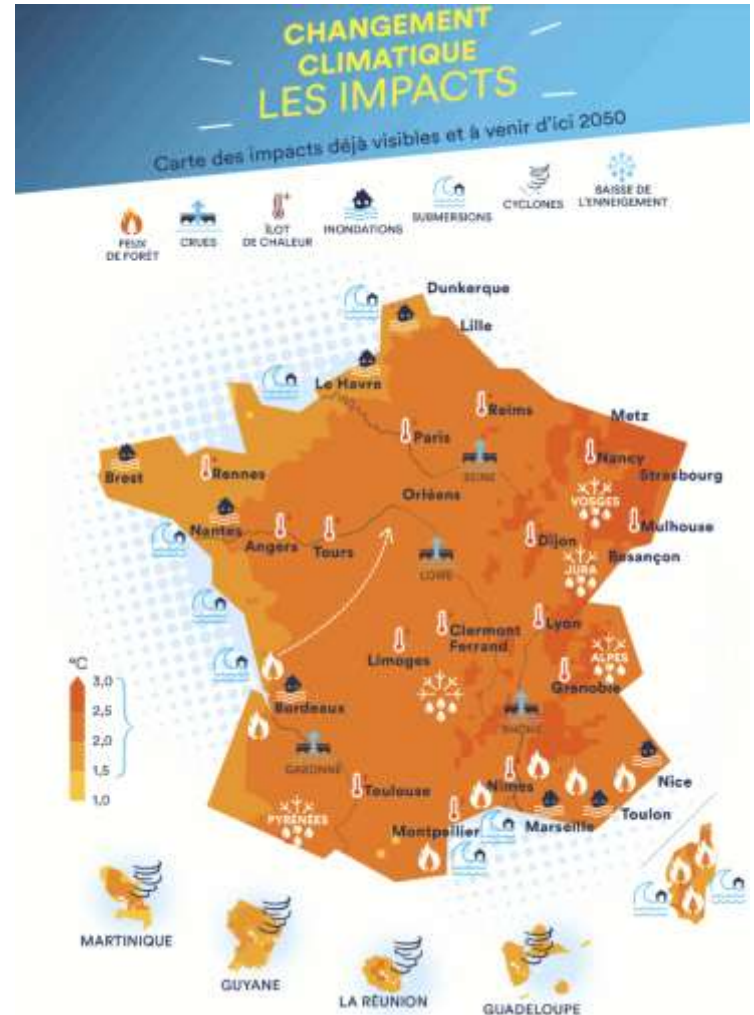 CHANGEMENT
CLIMATIQUE
LES IMPACTS
Carte des impacts déjà visibles et à venir d'ici 2050
FEUX
DE FORÊT
CRUES
ÎLOT
DE CHALEUR
INONDATIONS
SUBMERSIONS
CYCLONES
BAISSE DE
L'ENNEIGEMENT
Dunkerque
Lille
Le Havre
Reims
Metz
Paris
Nancy
Strasbourg
SEINE
Brest
Rennes
Orléans
VOSGES
Nantes
Angers
Tours
Dijon
Mulhouse
Besançon
JURA
LOIRE
Clermont
Ferrand
Lyon
Limoges
ALPES
Grenoble
°C
3,0
2,5
2,0
1,5
1,0
Bordeaux
RHÔNE
GARONNE
Toulouse
Nîmes
Nice
PYRÉNÉES
Montpellier
Marseille
Toulon
MARTINIQUE
GUYANE
LA RÉUNION
GUADELOUPE